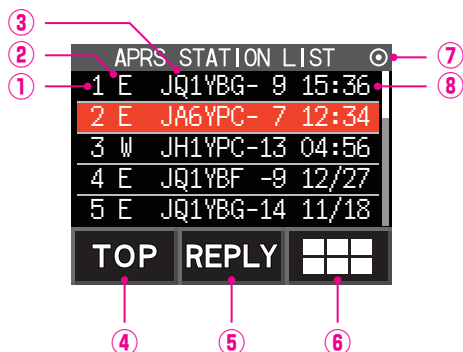 ③
② APRS STATION LIST ⦿ ⑦
① 1 E JQ1YBG- 9 15:36 ⑧
2 E JA6YPC- 7 12:34
3 W JH1YPC-13 04:56
4 E JQ1YBF -9 12/27
5 E JQ1YBG-14 11/18
TOP REPLY
④ ⑤ ⑥